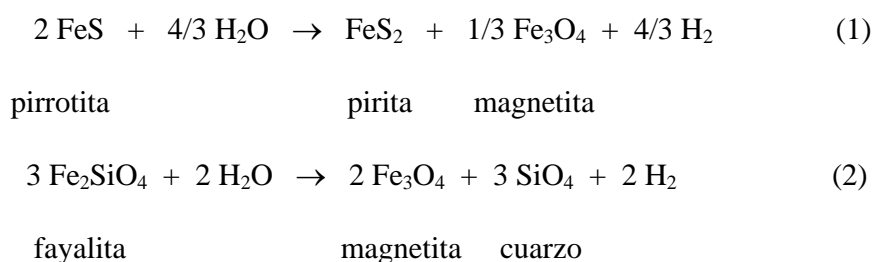 2 FeS + 4/3 H₂O → FeS₂ + 1/3 Fe₃O₄ + 4/3 H₂ (1)
pirrotita pirita magnetita
3 Fe₂SiO₄ + 2 H₂O → 2 Fe₃O₄ + 3 SiO₄ + 2 H₂ (2)
fayalita magnetita cuarzo